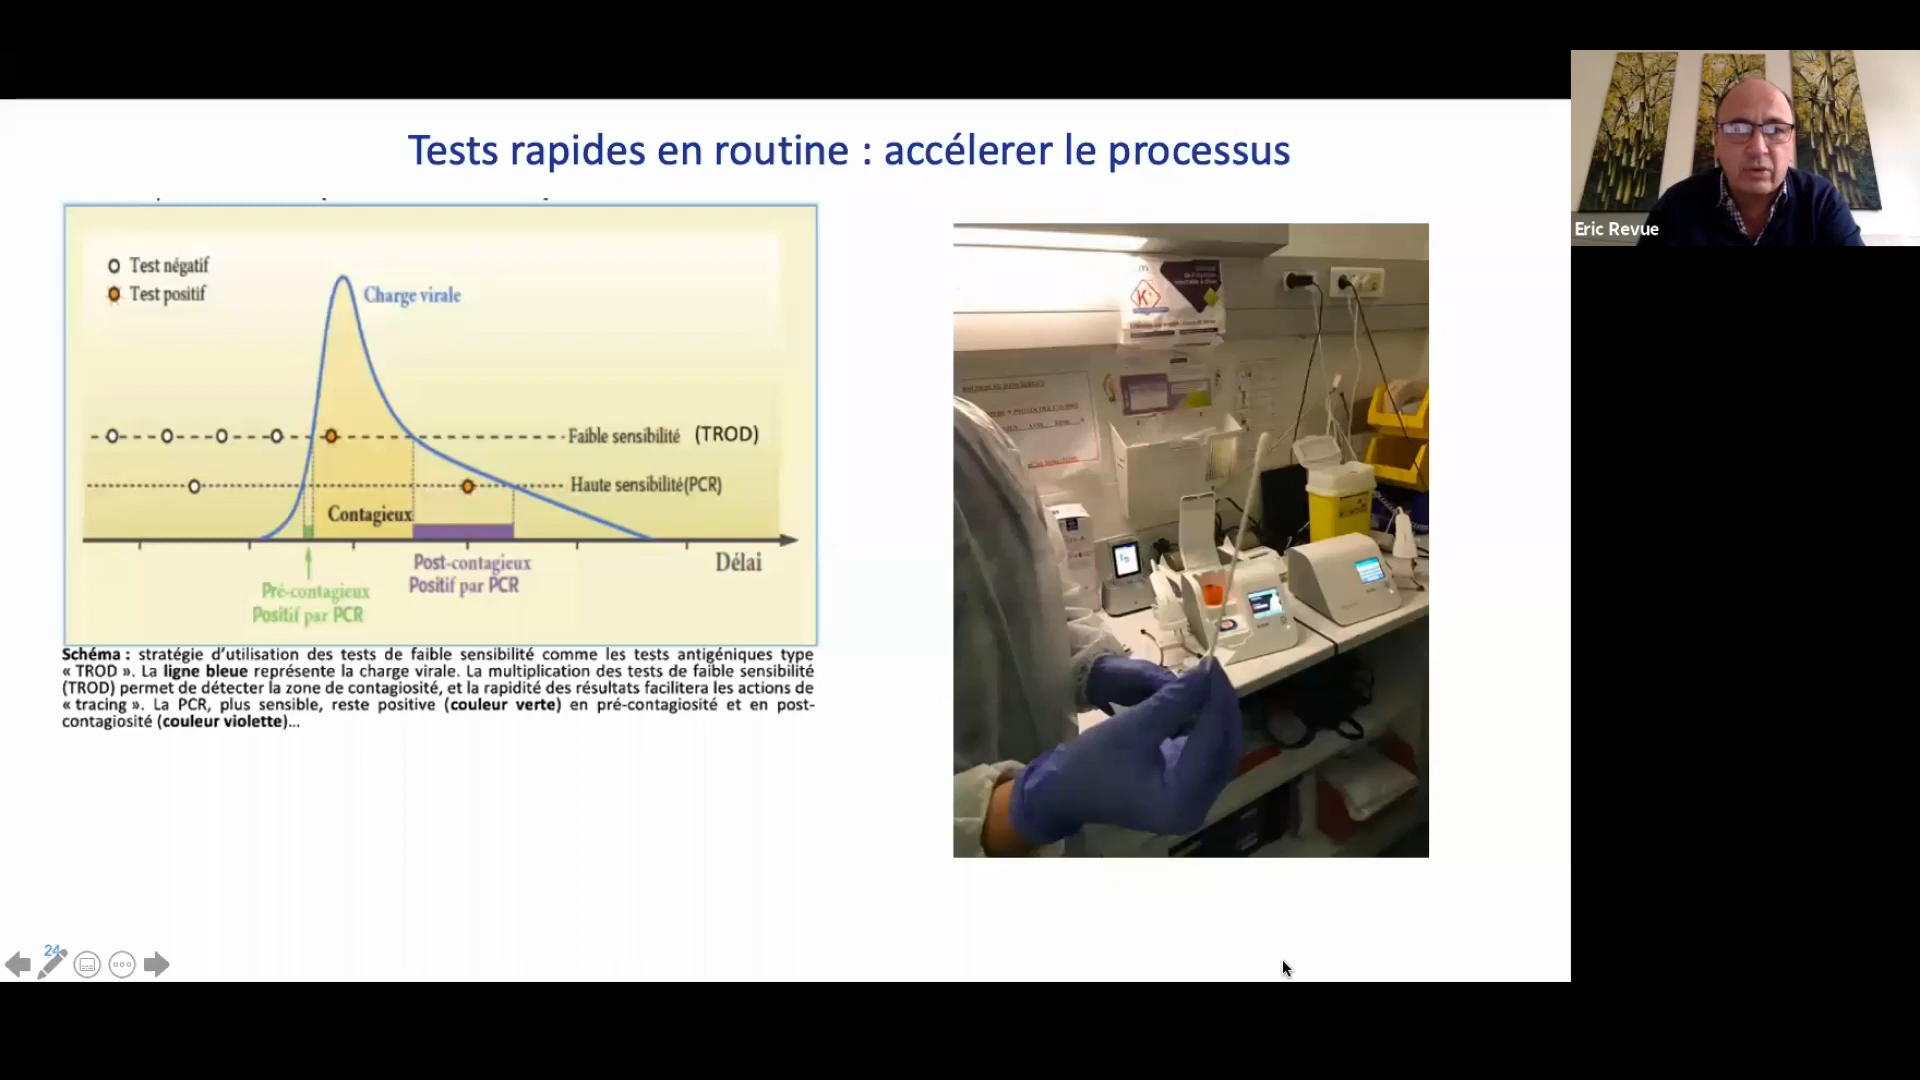 Tests rapides en routine : accélerer le processus
Eric Revue
Test négatif
Test positif
Charge virale
Faible sensibilité (TROD)
Haute sensibilité(PCR)
Contagieux
Délai
Post-contagieux
Positif par PCR
Pré-contagieux
Positif par PCR
Schéma : stratégie d'utilisation des tests de faible sensibilité comme les tests antigéniques type
« TROD ». La ligne bleue représente la charge virale. La multiplication des tests de faible sensibilité
(TROD) permet de détecter la zone de contagiosité, et la rapidité des résultats facilitera les actions de
« tracing ». La PCR, plus sensible, reste positive (couleur verte) en pré-contagiosité et en post-
contagiosité (couleur violette)...
K
24